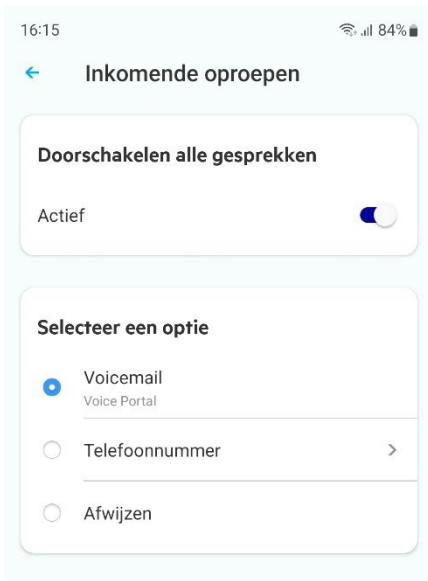 16:15 84%
Inkomende oproepen
Doorschakelen alle gesprekken
Actief
Selecteer een optie
Voicemail
Voice Portal
Telefoonnummer
Afwijzen